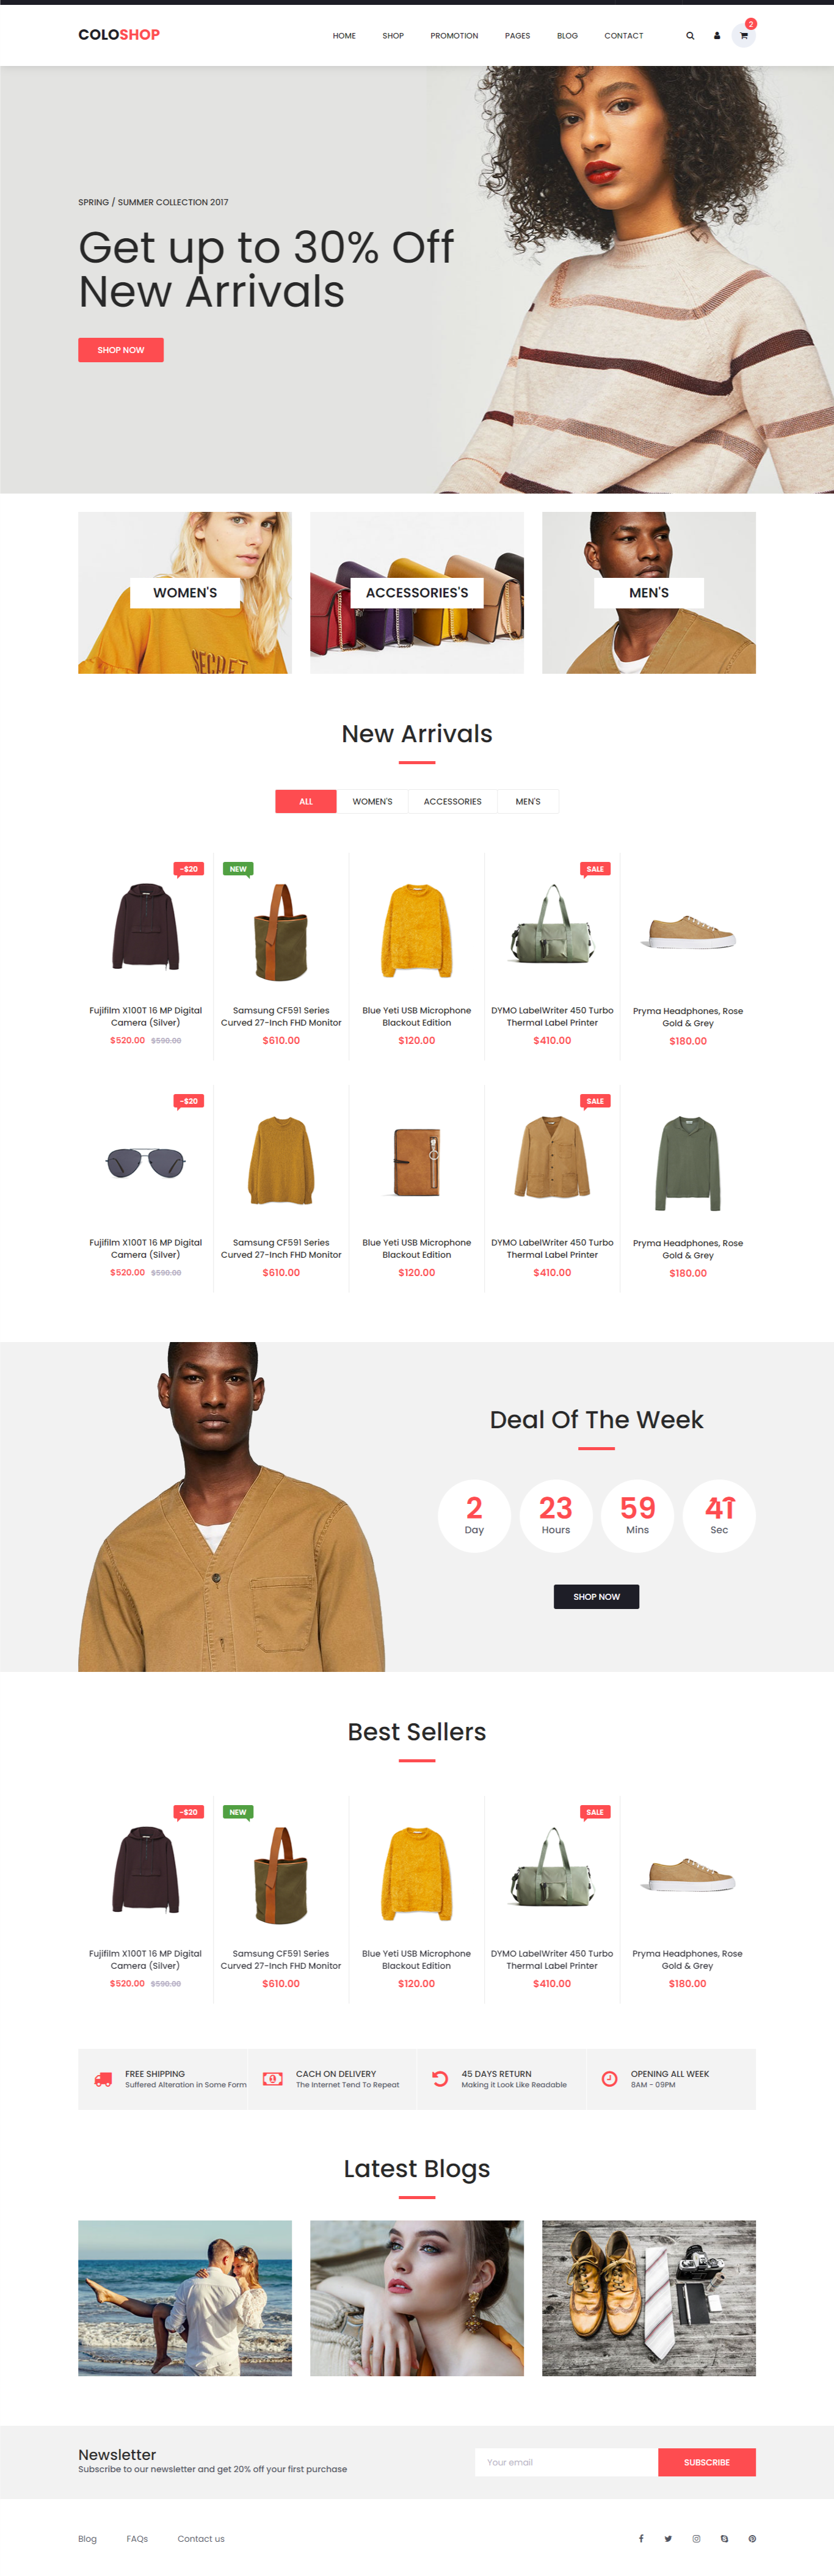 COLOSHOP
HOME SHOP PROMOTION PAGES BLOG CONTACT
2
SPRING / SUMMER COLLECTION 2017
Get up to 30% Off
New Arrivals
SHOP NOW
WOMEN'S
SECRET
ACCESSORIES'S
MEN'S
New Arrivals
ALL WOMEN'S ACCESSORIES MEN'S
-$20
NEW
SALE
Fujifilm X100T 16 MP Digital
Camera (Silver)
$520.00 $590.00
Samsung CF591 Series
Curved 27-Inch FHD Monitor
$610.00
Blue Yeti USB Microphone
Blackout Edition
$120.00
DYMO LabelWriter 450 Turbo
Thermal Label Printer
$410.00
Pryma Headphones, Rose
Gold & Grey
$180.00
-$20
SALE
Fujifilm X100T 16 MP Digital
Camera (Silver)
$520.00 $590.00
Samsung CF591 Series
Curved 27-Inch FHD Monitor
$610.00
Blue Yeti USB Microphone
Blackout Edition
$120.00
DYMO LabelWriter 450 Turbo
Thermal Label Printer
$410.00
Pryma Headphones, Rose
Gold & Grey
$180.00
Deal Of The Week
2
Day
23
Hours
59
Mins
Sec
SHOP NOW
Best Sellers
-$20
NEW
SALE
Fujifilm X100T 16 MP Digital
Camera (Silver)
$520.00 $590.00
Samsung CF591 Series
Curved 27-Inch FHD Monitor
$610.00
Blue Yeti USB Microphone
Blackout Edition
$120.00
DYMO LabelWriter 450 Turbo
Thermal Label Printer
$410.00
Pryma Headphones, Rose
Gold & Grey
$180.00
FREE SHIPPING
Suffered Alteration in Some Form
CACH ON DELIVERY
The Internet Tend To Repeat
45 DAYS RETURN
Making it Look Like Readable
OPENING ALL WEEK
8AM - 09PM
Latest Blogs
Newsletter
Subscribe to our newsletter and get 20% off your first purchase
Your email
SUBSCRIBE
Blog FAQs Contact us